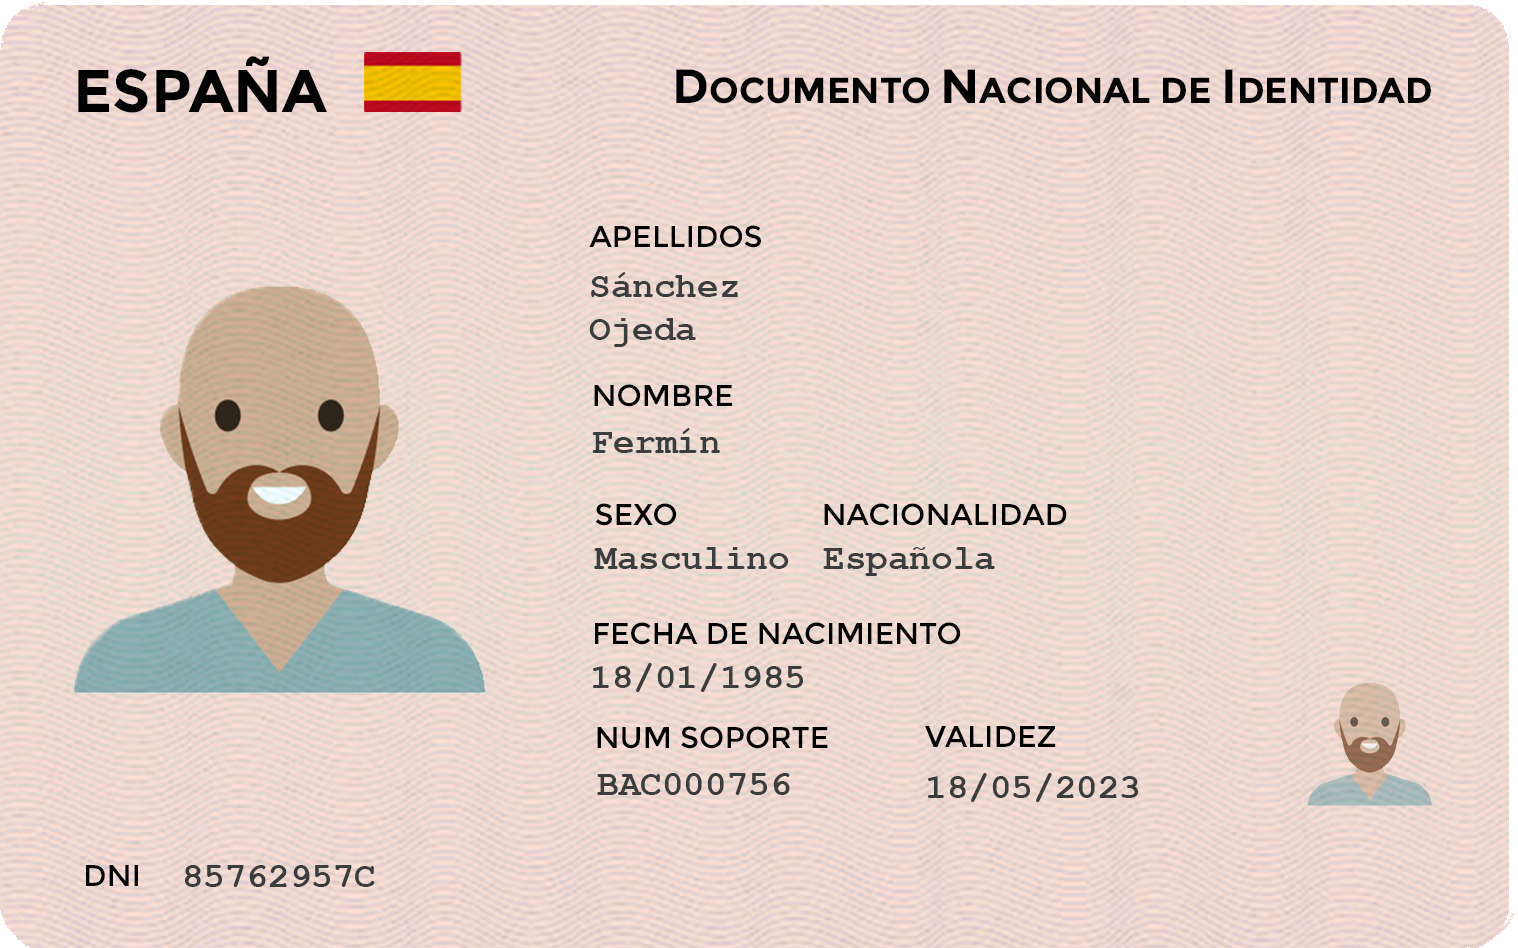 ESPAÑA
DOCUMENTO NACIONAL DE IDENTIDAD
APELLIDOS
Sánchez
Ojeda
NOMBRE
Fermín
SEXO NACIONALIDAD
Masculino Española
FECHA DE NACIMIENTO
18/01/1985
NUM SOPORTE VALIDEZ
BAC000756 18/05/2023
DNI 85762957C